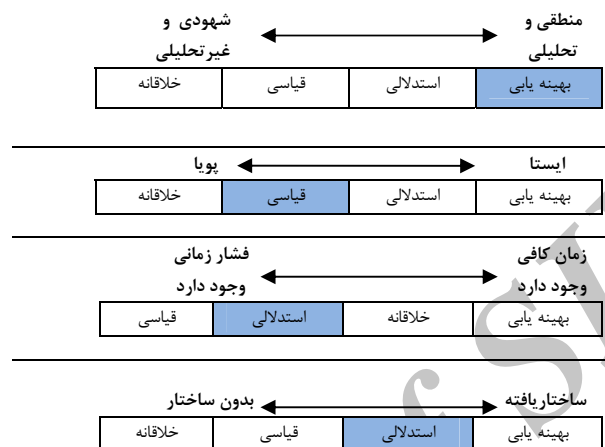 منطقی و شهودی و
تحلیلی غیرتحلیلی
بهینه یابی استدلالی قیاسی خلاقانه
ایستا پویا
بهینه یابی استدلالی قیاسی خلاقانه
زمان کافی فشار زمانی
وجود دارد وجود دارد
بهینه یابی خلاقانه استدلالی قیاسی
ساختاریافته بدون ساختار
بهینه یابی استدلالی قیاسی خلاقانه